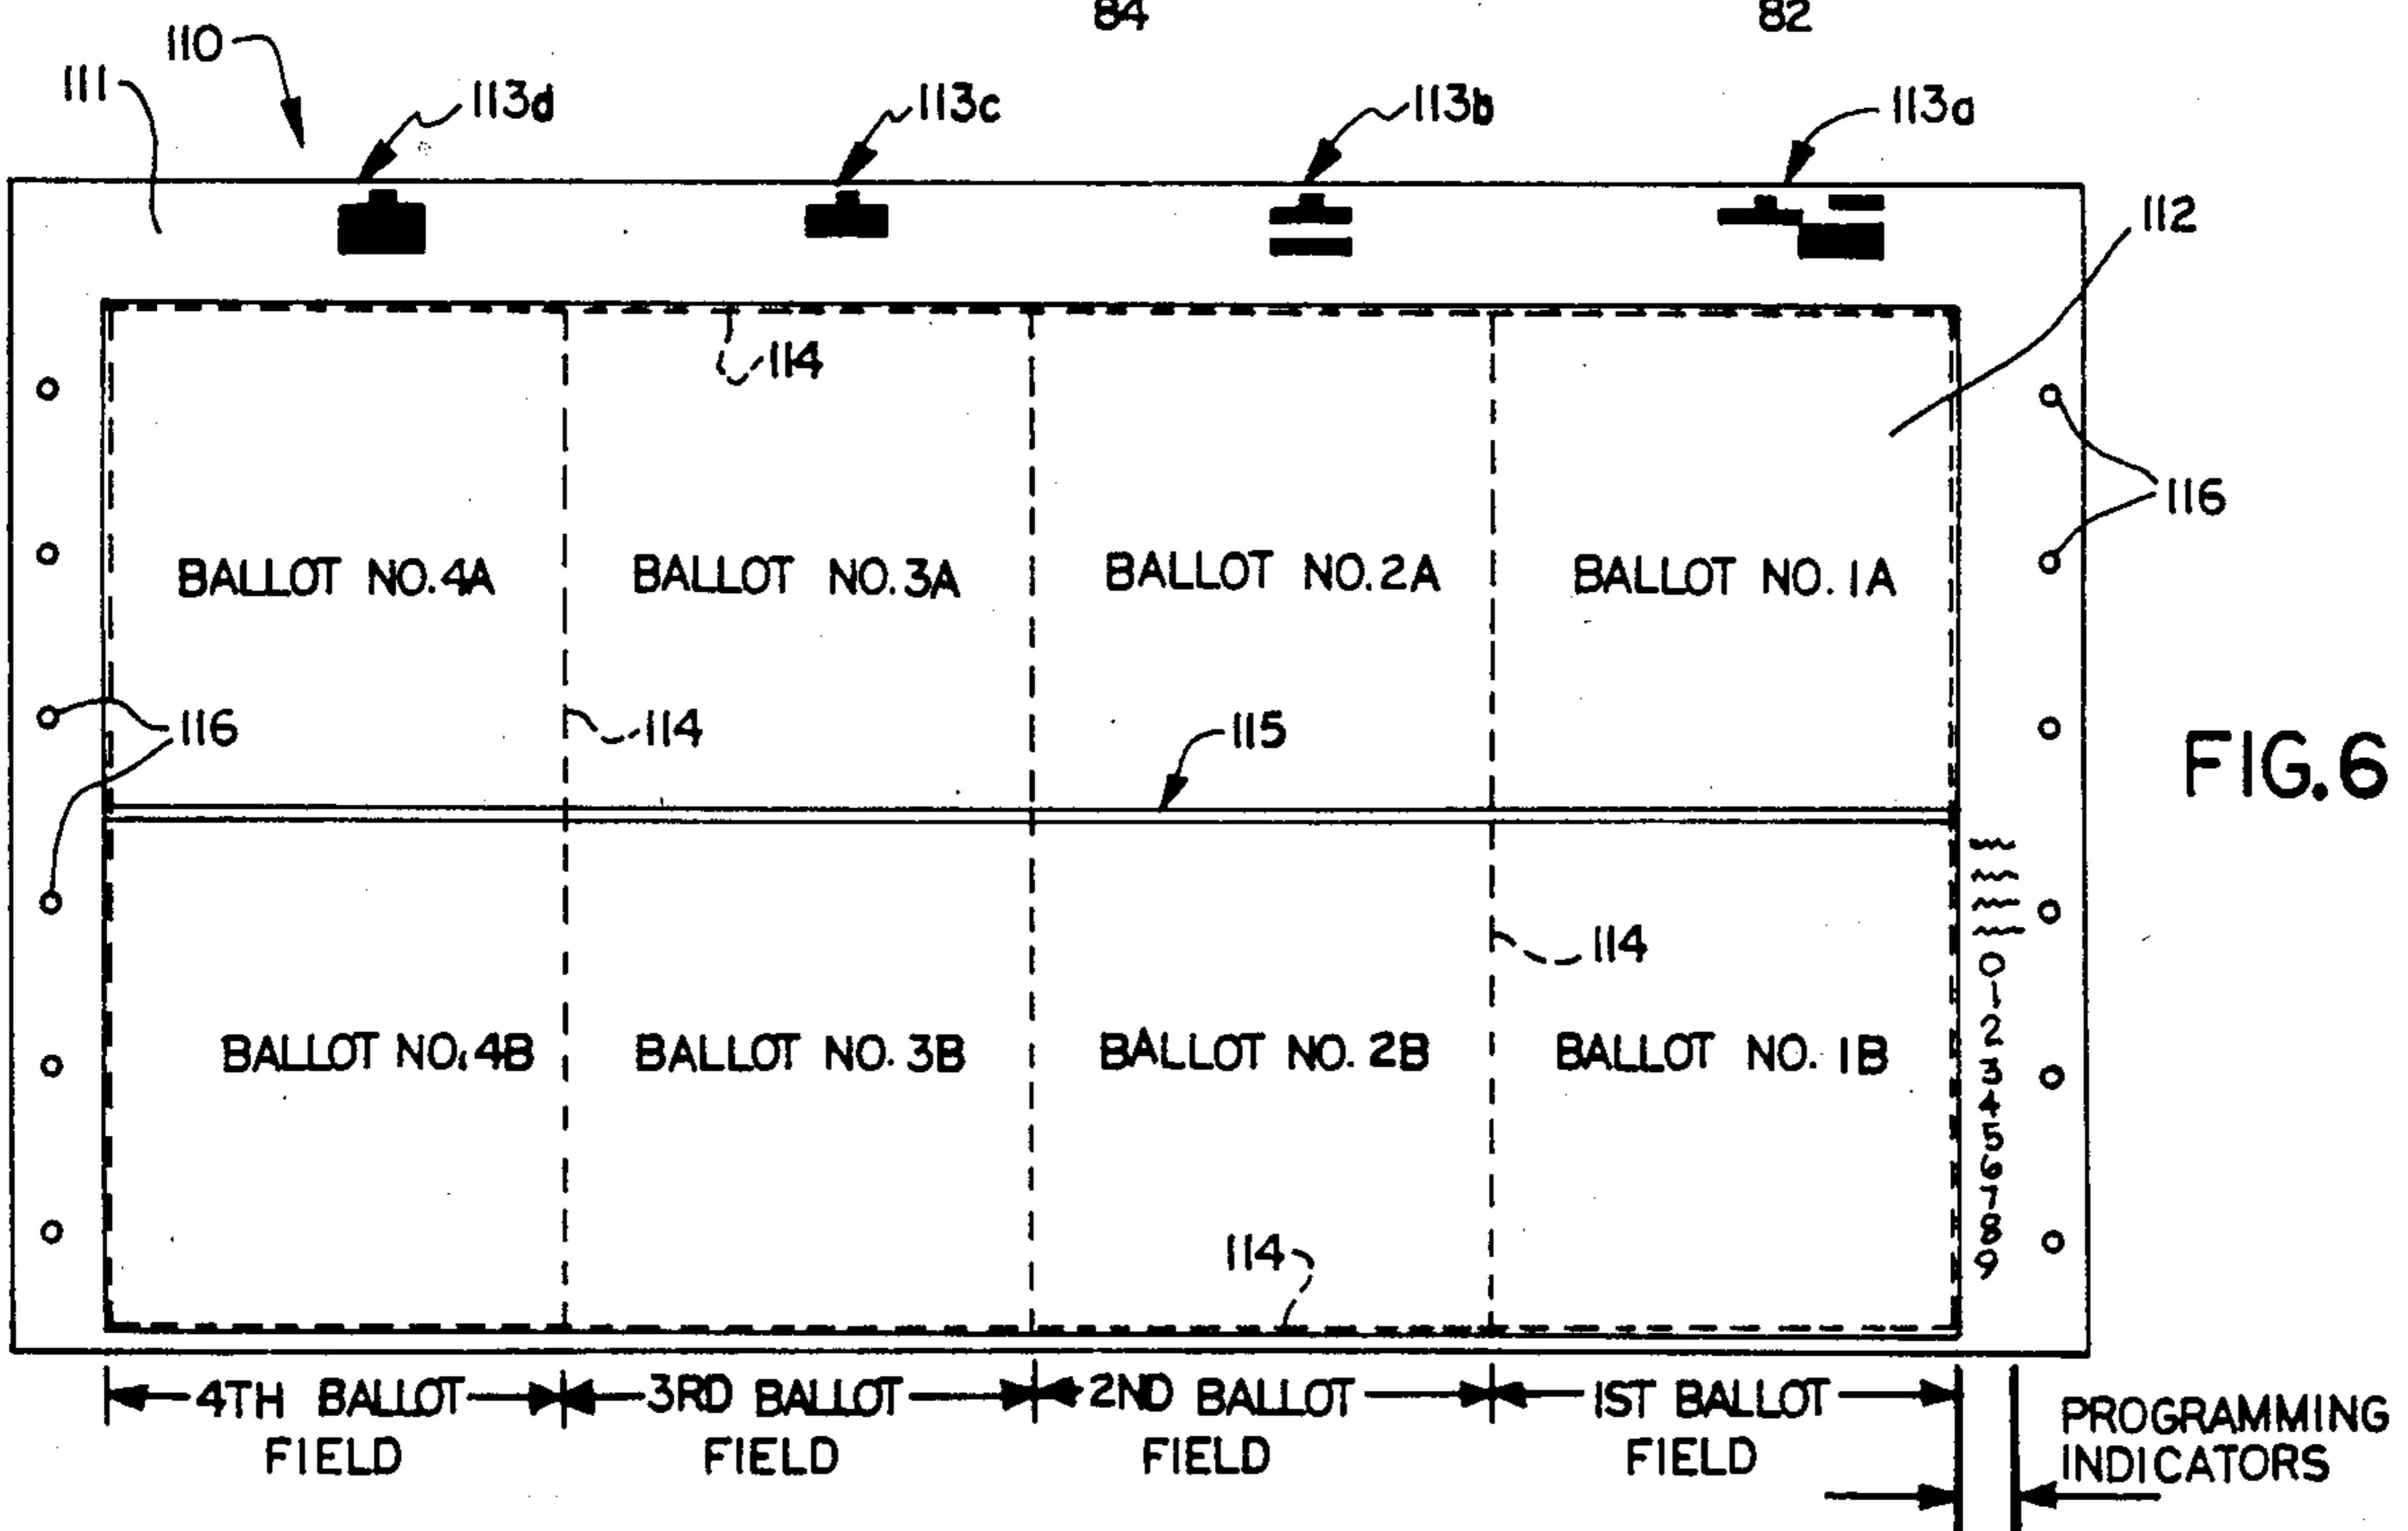 84 82
110
111 113d 113c 113b 113a
112
114
116
BALLOT NO. 4A BALLOT NO. 3A BALLOT NO. 2A BALLOT NO. 1A
116 114 115
FIG. 6
114
0
1
2
3
4
5
6
7
8
9
BALLOT NO. 4B BALLOT NO. 3B BALLOT NO. 2B BALLOT NO. 1B
114
4TH BALLOT FIELD
3RD BALLOT FIELD
2ND BALLOT FIELD
1ST BALLOT FIELD
PROGRAMMING
INDICATORS